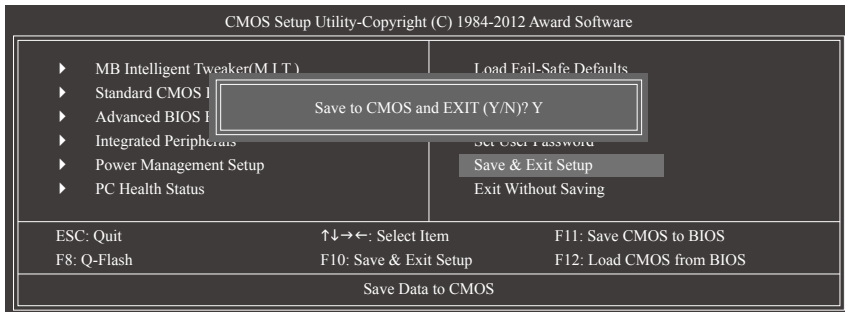 CMOS Setup Utility-Copyright (C) 1984-2012 Award Software
MB Intelligent Tweaker(M.I.T.)
Standard CMOS
Advanced BIOS
Integrated Peripherals
Power Management Setup
PC Health Status
Load Fail-Safe Defaults
Set User Password
Save & Exit Setup
Exit Without Saving
Save to CMOS and EXIT (Y/N)? Y
ESC: Quit
↑↓→←: Select Item
F11: Save CMOS to BIOS
F8: Q-Flash
F10: Save & Exit Setup
F12: Load CMOS from BIOS
Save Data to CMOS